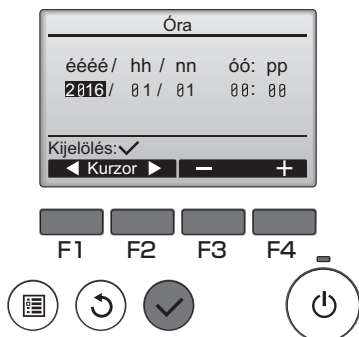 Óra
éééé/ hh / nn óó: pp
2016/ 01/ 01 00: 00
Kijelölés:✓
◀ Kurzor ▶ − +
F1 F2 F3 F4